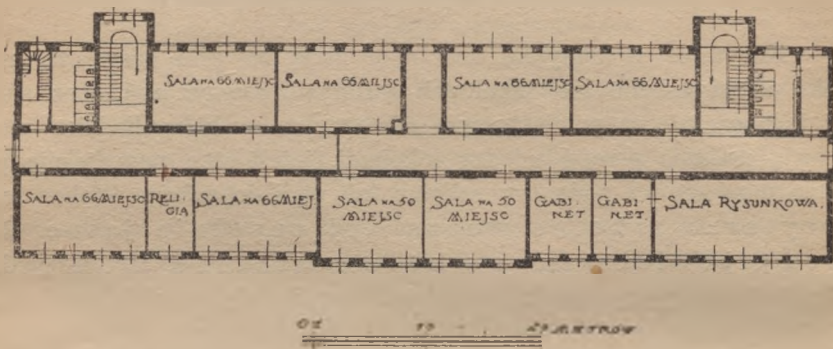 SALA NA 66 MIEJSC
SALA NA 66 MIEJSC
SALA NA 66 MIEJSC
SALA NA 66 MIEJSC
SALA NA 66 MIEJSC
RELI-
GIA
SALA NA 66 MIEJ
SALA NA 50
MIEJSC
SALA NA 50
MIEJSC
GABI-
NET
GABI-
NET.
SALA RYSUNKOWA.
10
20 METRÓW